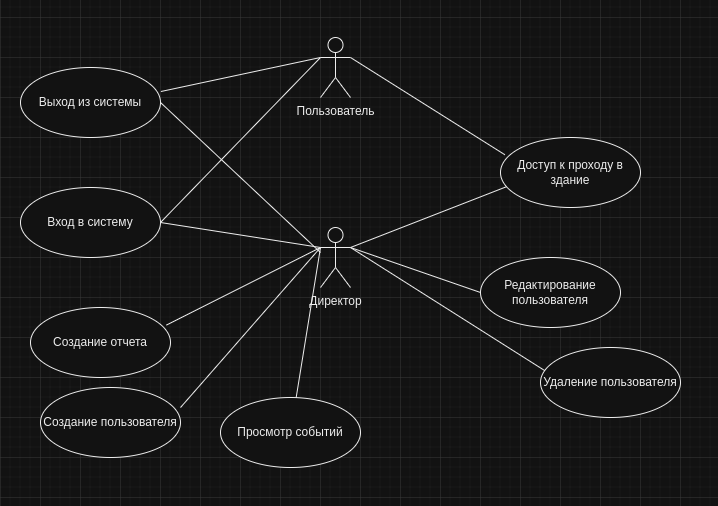 Выход из системы
Пользователь
Доступ к проходу в
здание
Вход в систему
Директор
Редактирование
пользователя
Создание отчета
Удаление пользователя
Создание пользователя
Просмотр событий